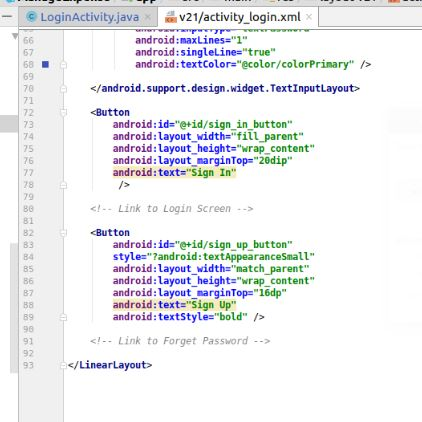 LoginActivity.java × v21/activity_login.xml ×
66 android:maxLines="1"
67 android:singleLine="true"
68 android:textColor="@color/colorPrimary" />
70 </android.support.design.widget.TextInputLayout>
71
72 <Button
73 android:id="@+id/sign_in_button"
74 android:layout_width="fill_parent"
75 android:layout_height="wrap_content"
76 android:layout_marginTop="20dip"
77 android:text="Sign In"
78 />
79
80 <!-- Link to Login Screen -->
81
82 <Button
83 android:id="@+id/sign_up_button"
84 style="?android:textAppearanceSmall"
85 android:layout_width="match_parent"
86 android:layout_height="wrap_content"
87 android:layout_marginTop="16dp"
88 android:text="Sign Up"
89 android:textStyle="bold" />
90
91 <!-- Link to Forget Password -->
92
93 </LinearLayout>